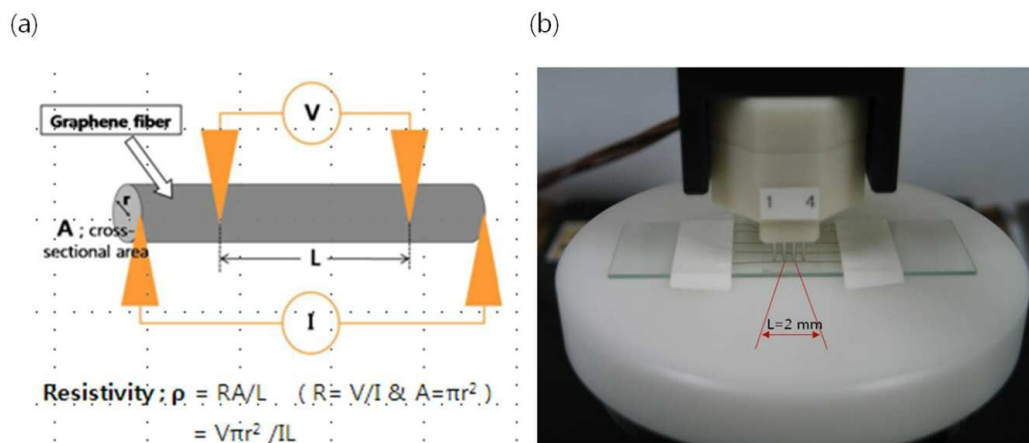 (a)
(b)
Graphene fiber
V
r
A ; cross-
sectional area
L
I
Resistivity ; ρ = RA/L ( R= V/I & A=πr² )
= Vπr² /IL
1 4
L=2 mm